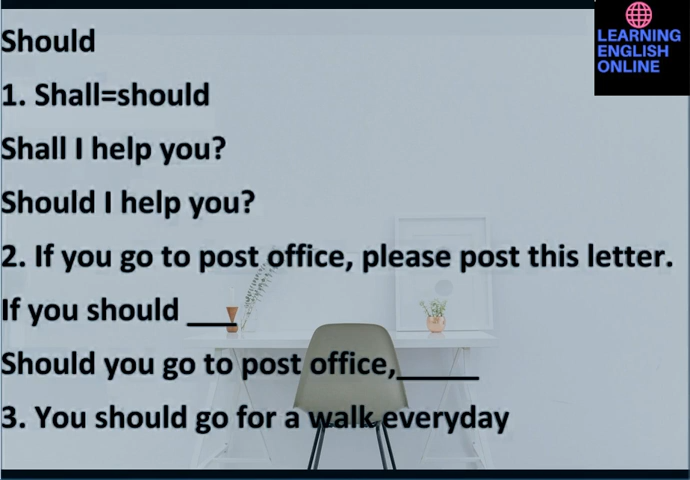 LEARNING
ENGLISH
ONLINE
Should
1. Shall=should
Shall I help you?
Should I help you?
2. If you go to post office, please post this letter.
If you should ___
Should you go to post office,_____
3. You should go for a walk everyday